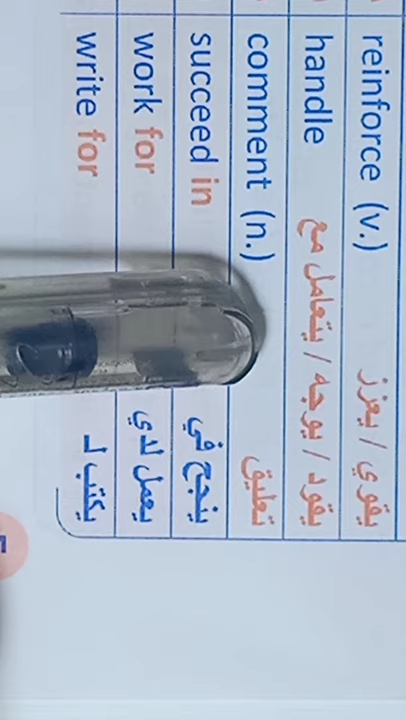 reinforce (v.) يقوي / يعزز
handle يقود / يوجه / يتعامل مع
comment (n.) تعليق
succeed in ينجح في
work for يعمل لدي
write for يكتب لـ